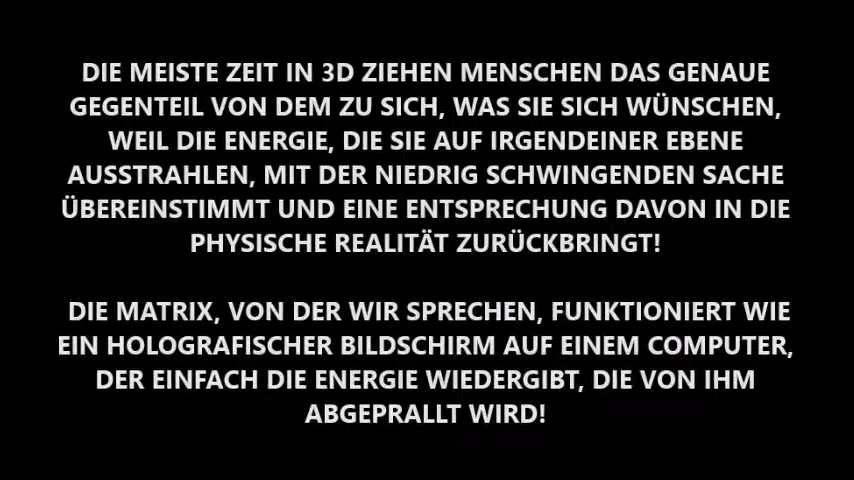 DIE MEISTE ZEIT IN 3D ZIEHEN MENSCHEN DAS GENAUE
GEGENTEIL VON DEM ZU SICH, WAS SIE SICH WÜNSCHEN,
WEIL DIE ENERGIE, DIE SIE AUF IRGENDEINER EBENE
AUSSTRAHLEN, MIT DER NIEDRIG SCHWINGENDEN SACHE
ÜBEREINSTIMMT UND EINE ENTSPRECHUNG DAVON IN DIE
PHYSISCHE REALITÄT ZURÜCKBRINGT!
DIE MATRIX, VON DER WIR SPRECHEN, FUNKTIONIERT WIE
EIN HOLOGRAFISCHER BILDSCHIRM AUF EINEM COMPUTER,
DER EINFACH DIE ENERGIE WIEDERGIBT, DIE VON IHM
ABGEPRALLT WIRD!